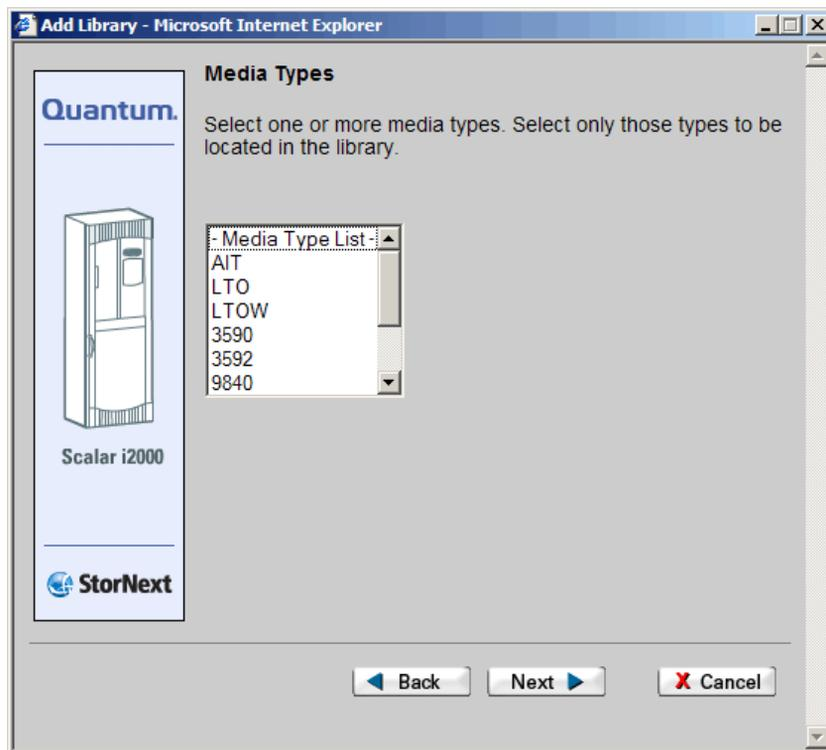 Add Library - Microsoft Internet Explorer
Quantum.
Scalar i2000
StorNext
Media Types
Select one or more media types. Select only those types to be
located in the library.
- Media Type List -
AIT
LTO
LTOW
3590
3592
9840
Back
Next
X Cancel